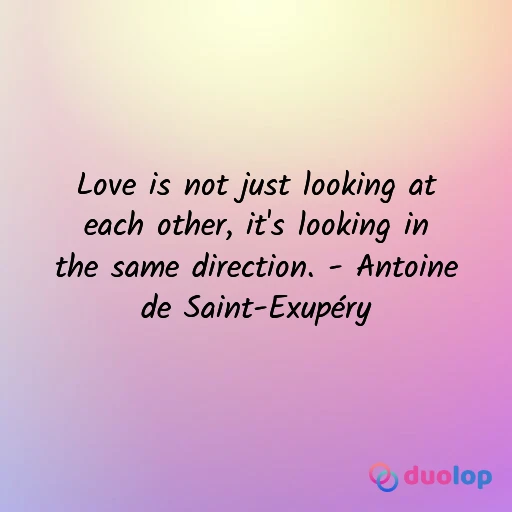 Love is not just looking at
each other, it's looking in
the same direction. - Antoine
de Saint-Exupéry
duolop